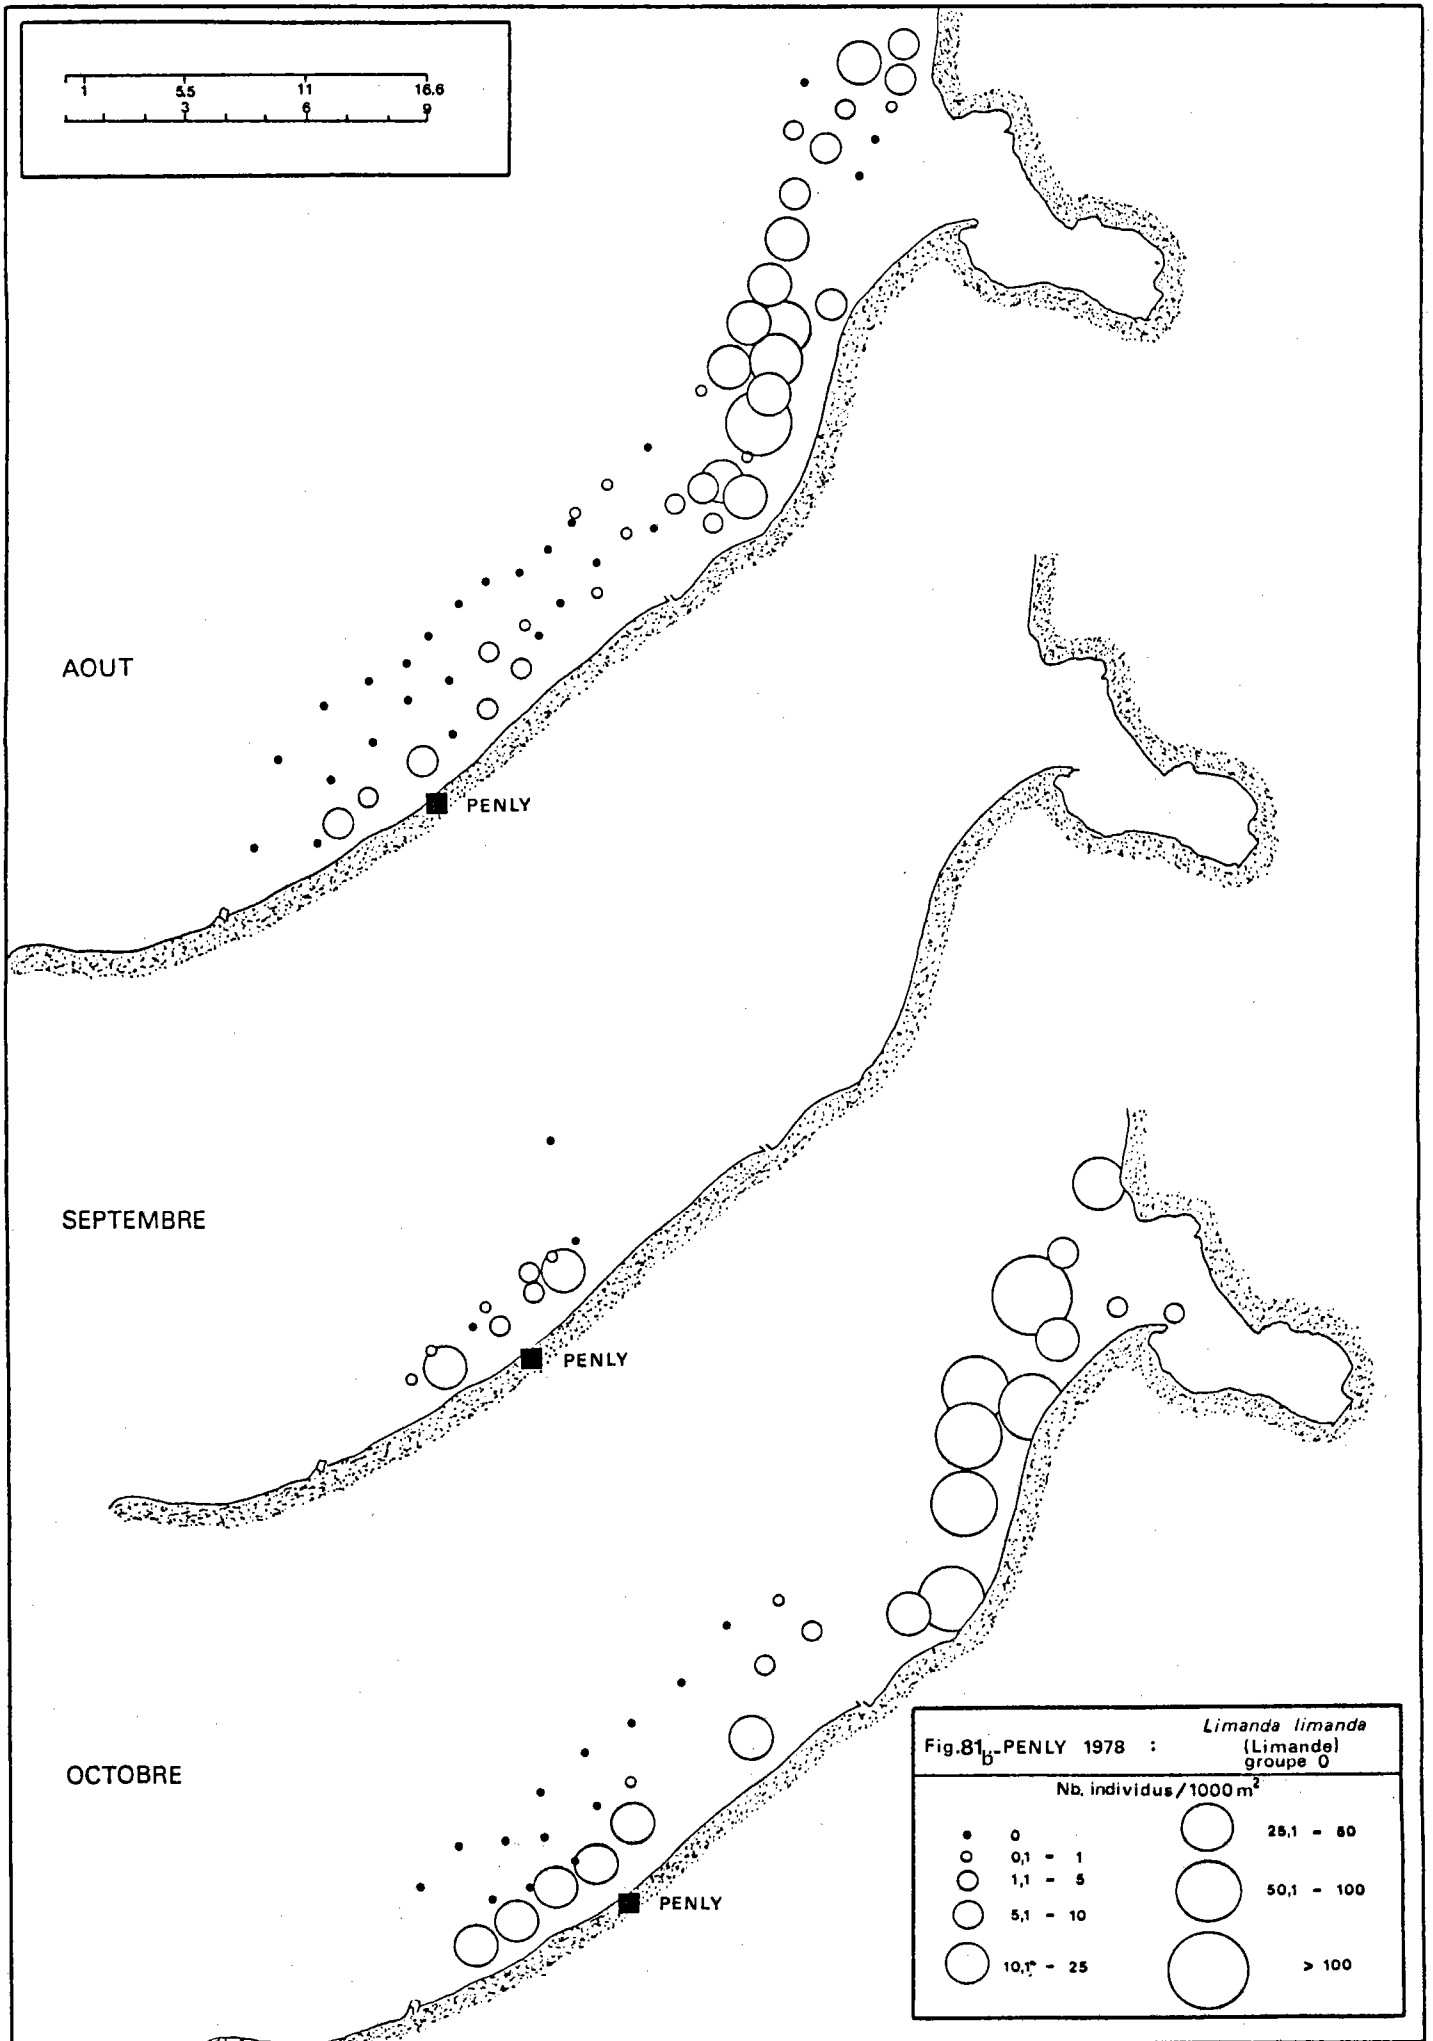 1 5.5 11 16.6
3 6 9
AOUT
PENLY
SEPTEMBRE
PENLY
OCTOBRE
PENLY
Fig.81b-PENLY 1978 :
Limanda limanda
(Limande)
groupe 0
Nb. individus/1000 m²
0
0,1 - 1
1,1 - 5
5,1 - 10
10,1 - 25
25,1 - 50
50,1 - 100
> 100